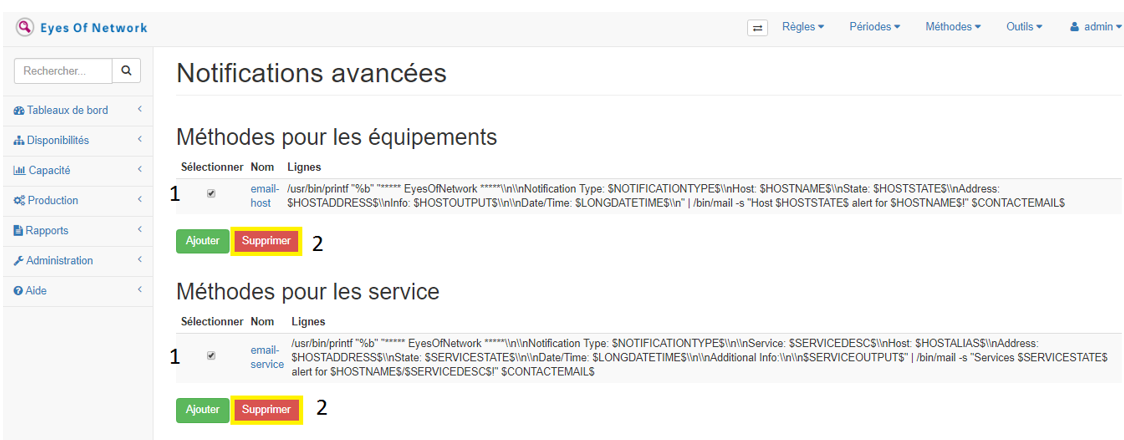 Eyes Of Network
Règles
Périodes
Méthodes
Outils
admin
Rechercher...
Tableaux de bord
Disponibilités
Capacité
Production
Rapports
Administration
Aide
Notifications avancées
Méthodes pour les équipements
Sélectionner Nom Lignes
1
email-
host
/usr/bin/printf "%b" "***** EyesOfNetwork *****\\n\\nNotification Type: $NOTIFICATIONTYPE$\\nHost: $HOSTNAME$\\nState: $HOSTSTATE$\\nAddress:
$HOSTADDRESS$\\nInfo: $HOSTOUTPUT$\\n\\nDate/Time: $LONGDATETIME$\\n" | /bin/mail -s "Host $HOSTSTATE$ alert for $HOSTNAME$!" $CONTACTEMAIL$
Ajouter Supprimer 2
Méthodes pour les service
Sélectionner Nom Lignes
1
email-
service
/usr/bin/printf "%b" "***** EyesOfNetwork *****\\n\\nNotification Type: $NOTIFICATIONTYPE$\\n\\nService: $SERVICEDESC$\\nHost: $HOSTALIAS$\\nAddress:
$HOSTADDRESS$\\nState: $SERVICESTATE$\\n\\nDate/Time: $LONGDATETIME$\\n\\nAdditional Info:\\n\\n$SERVICEOUTPUT$" | /bin/mail -s "Services $SERVICESTATE$
alert for $HOSTNAME$/$SERVICEDESC$!" $CONTACTEMAIL$
Ajouter Supprimer 2